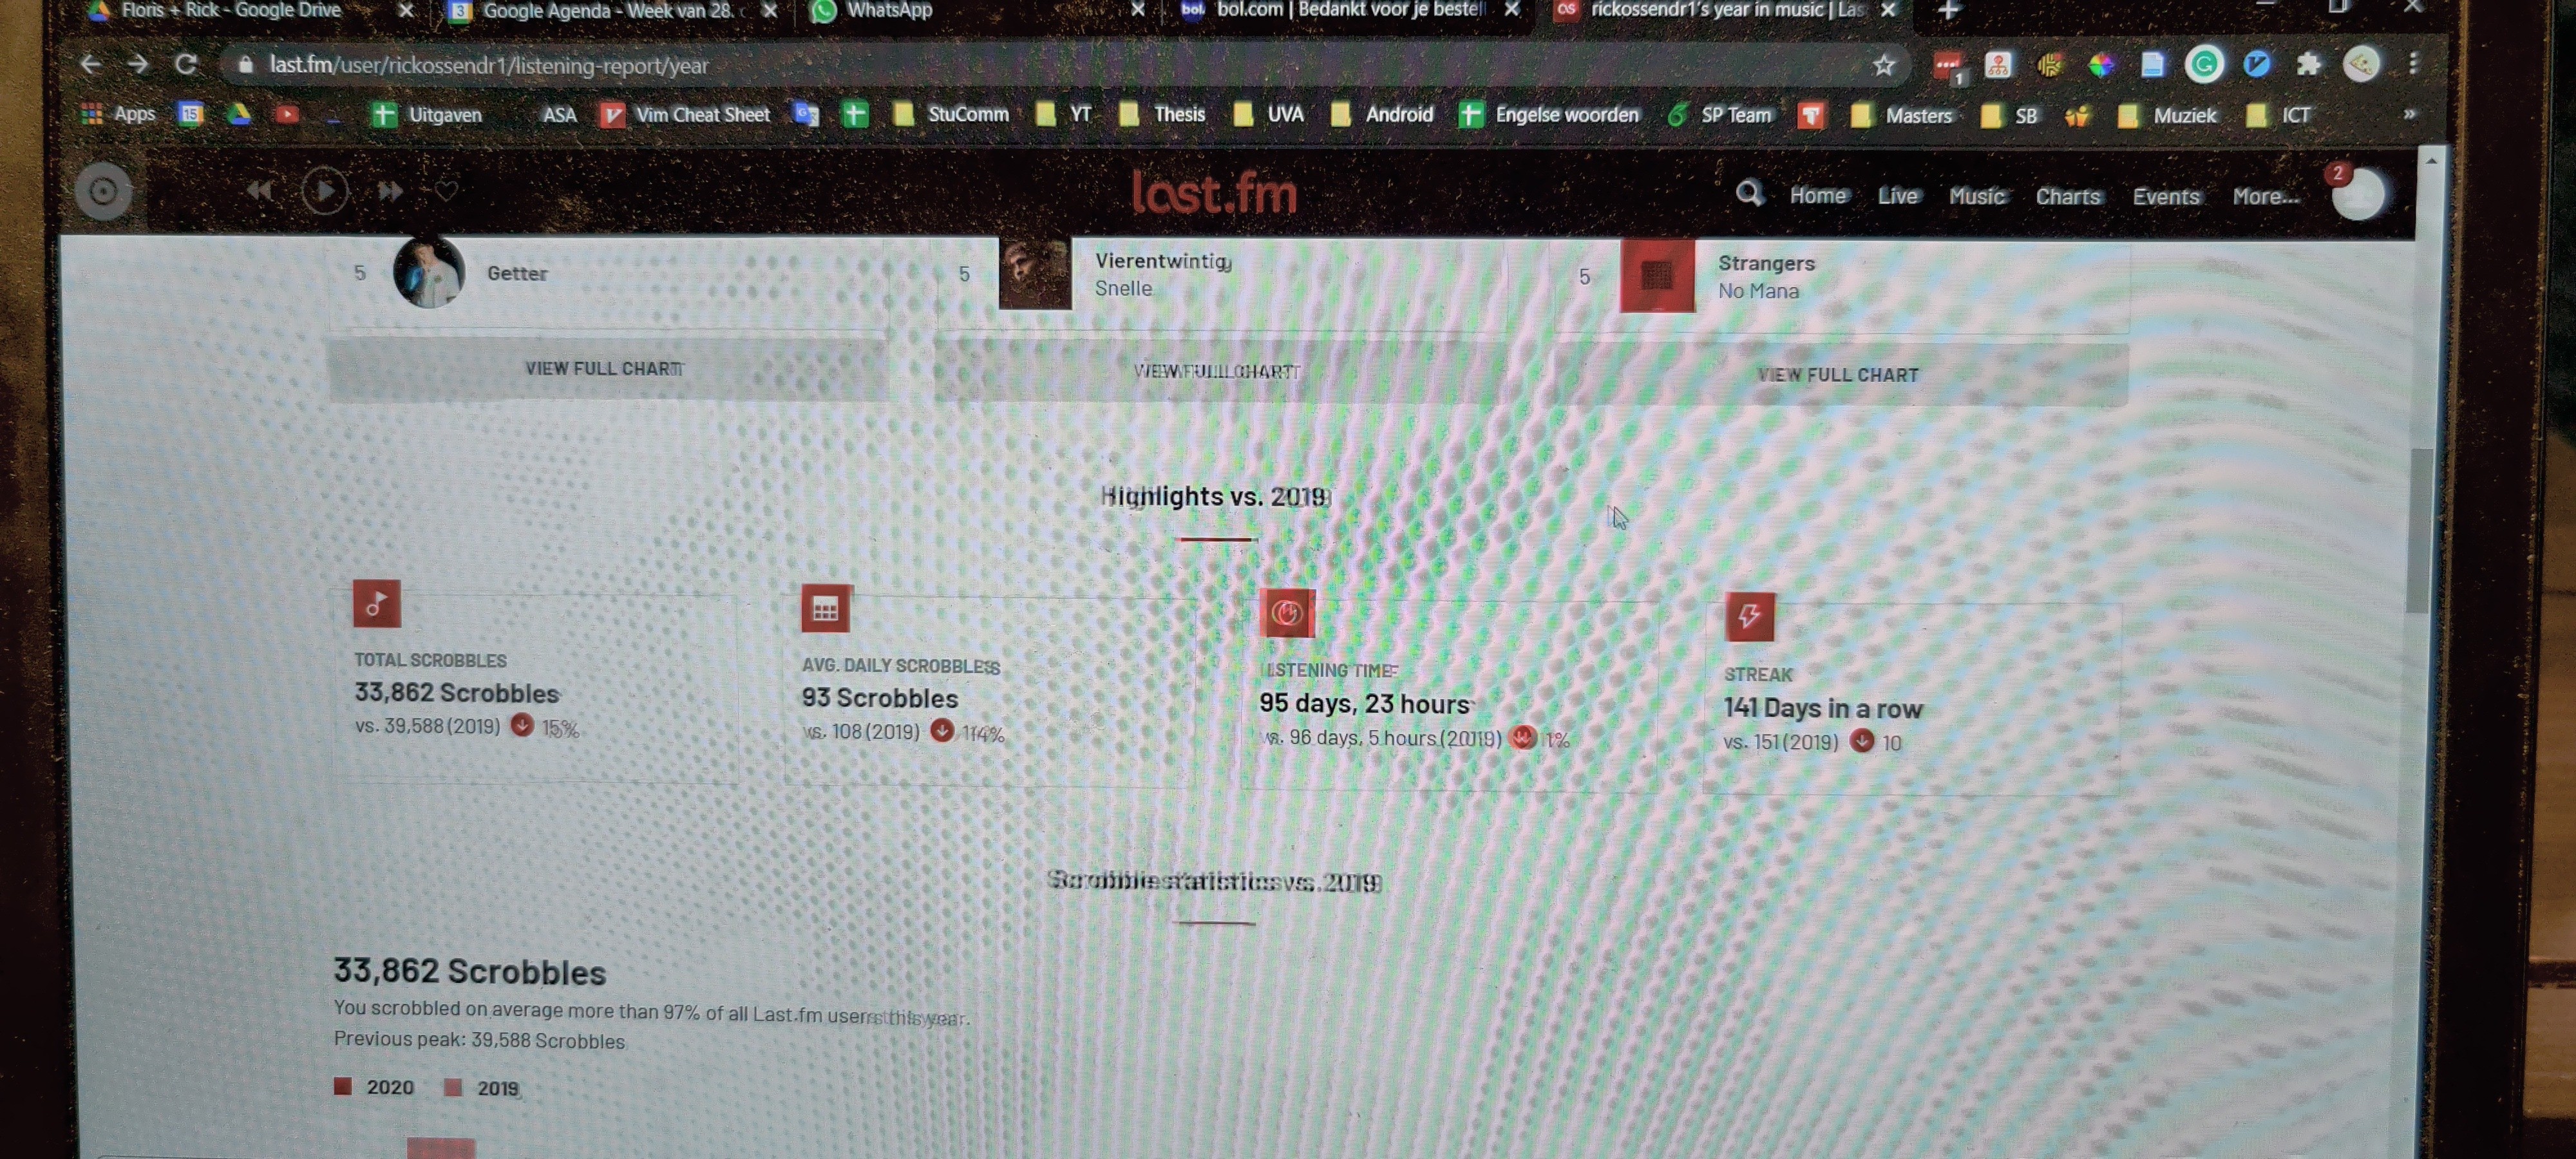 Floris + Rick - Google Drive
Google Agenda - Week van 28.
WhatsApp
bol.com | Bedankt voor je bestel
rickossendr1's year in music | Las
last.fm/user/rickossendr1/listening-report/year
Apps Uitgaven ASA Vim Cheat Sheet StuComm YT Thesis UVA Android Engelse woorden SP Team Masters SB Muziek ICT »
last.fm
Home Live Music Charts Events More... 2
5 Getter
5 Vierentwintig
Snelle
5 Strangers
No Mana
VIEW FULL CHART
VIEW FULL CHART
VIEW FULL CHART
Highlights vs. 2019
TOTAL SCROBBLES
33,862 Scrobbles
vs. 39,588 (2019) 15%
AVG. DAILY SCROBBLES
93 Scrobbles
vs. 108 (2019) 14%
LISTENING TIME
95 days, 23 hours
vs. 96 days, 5 hours (2019) 1%
STREAK
141 Days in a row
vs. 151 (2019) 10
Scrobble statistics vs. 2019
33,862 Scrobbles
You scrobbled on average more than 97% of all Last.fm users this year.
Previous peak: 39,588 Scrobbles
2020 2019